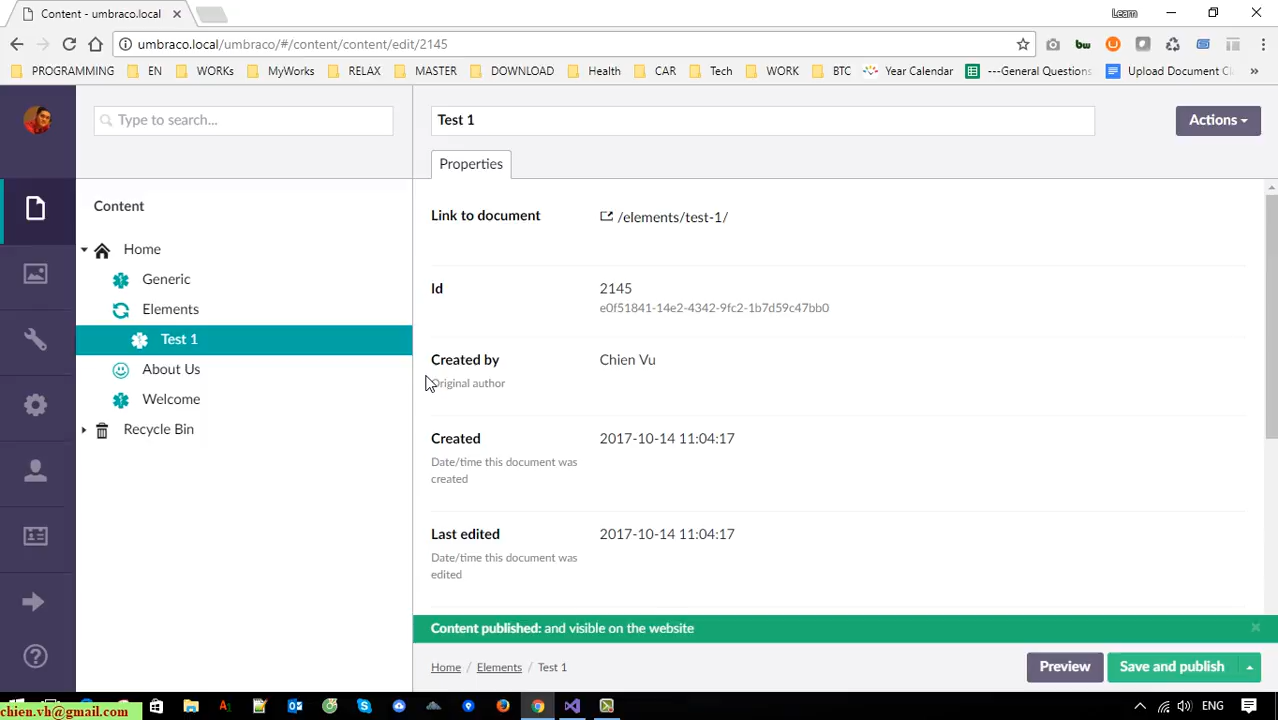 Content - umbraco.local
Learn
umbraco.local/umbraco/#/content/content/edit/2145
PROGRAMMING EN WORKs MyWorks RELAX MASTER DOWNLOAD Health CAR Tech WORK BTC Year Calendar ---General Questions Upload Document
Type to search...
Test 1
Actions
Properties
Content
Home
Generic
Elements
Test 1
About Us
Welcome
Recycle Bin
Link to document
/elements/test-1/
Id
2145
e0f51841-14e2-4342-9fc2-1b7d59c47bb0
Created by
Chien Vu
Original author
Created
2017-10-14 11:04:17
Date/time this document was
created
Last edited
2017-10-14 11:04:17
Date/time this document was
edited
Content published: and visible on the website
Home / Elements / Test 1
Preview
Save and publish
chien.vh@gmail.com
ENG